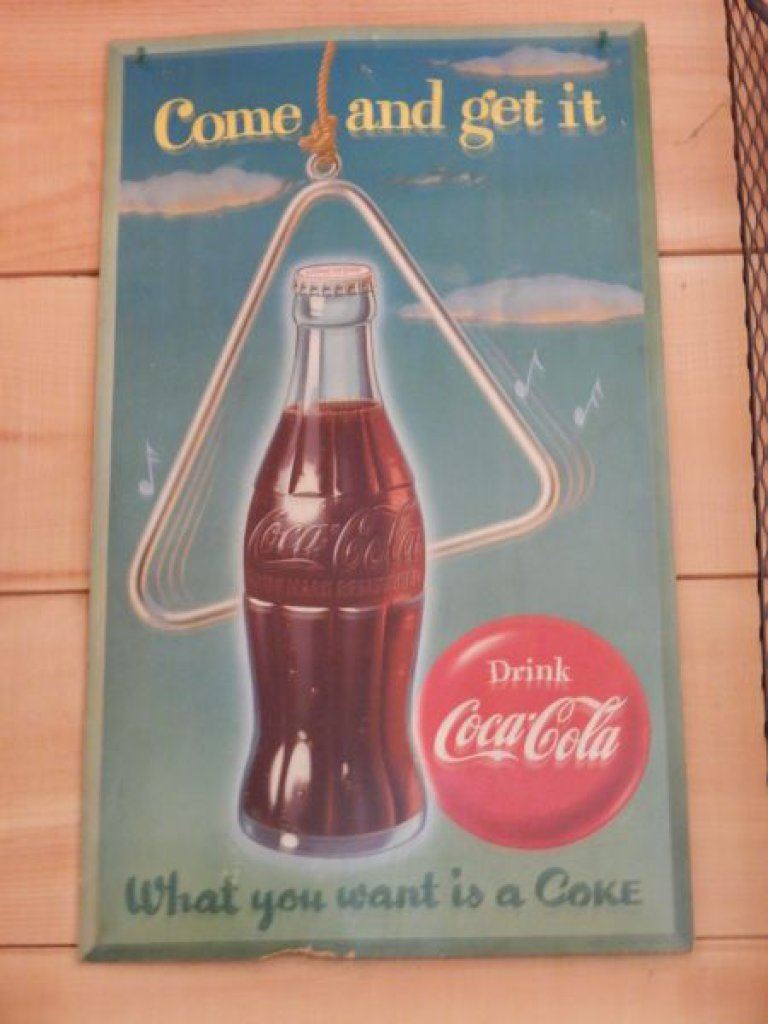 Come and get it
Coca-Cola
Drink
Coca-Cola
What you want is a COKE